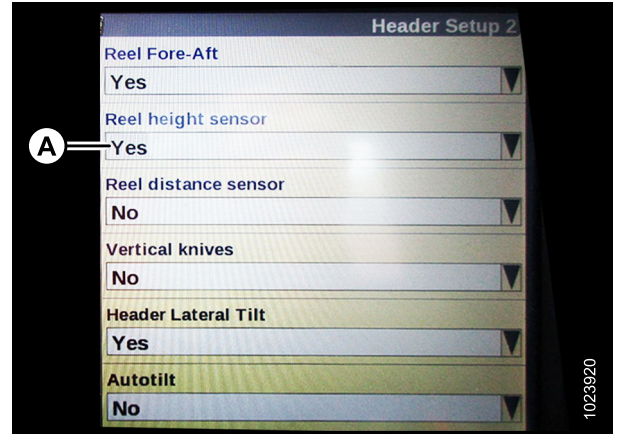 Header Setup 2
Reel Fore-Aft
Yes
Reel height sensor
A
Yes
Reel distance sensor
No
Vertical knives
No
Header Lateral Tilt
Yes
Autotilt
No
1023920